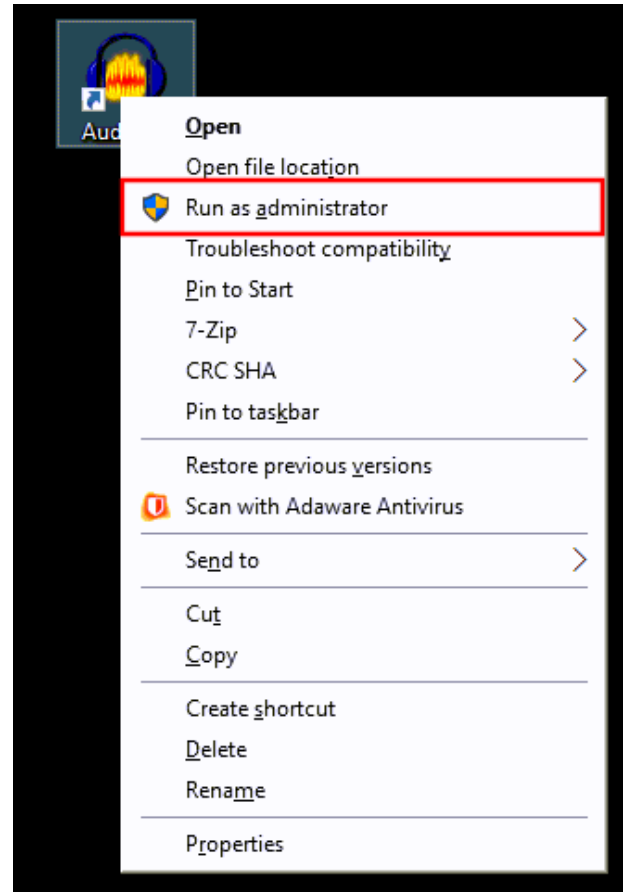 Aud
Open
Open file location
Run as administrator
Troubleshoot compatibility
Pin to Start
7-Zip
CRC SHA
Pin to taskbar
Restore previous versions
Scan with Adaware Antivirus
Send to
Cut
Copy
Create shortcut
Delete
Rename
Properties